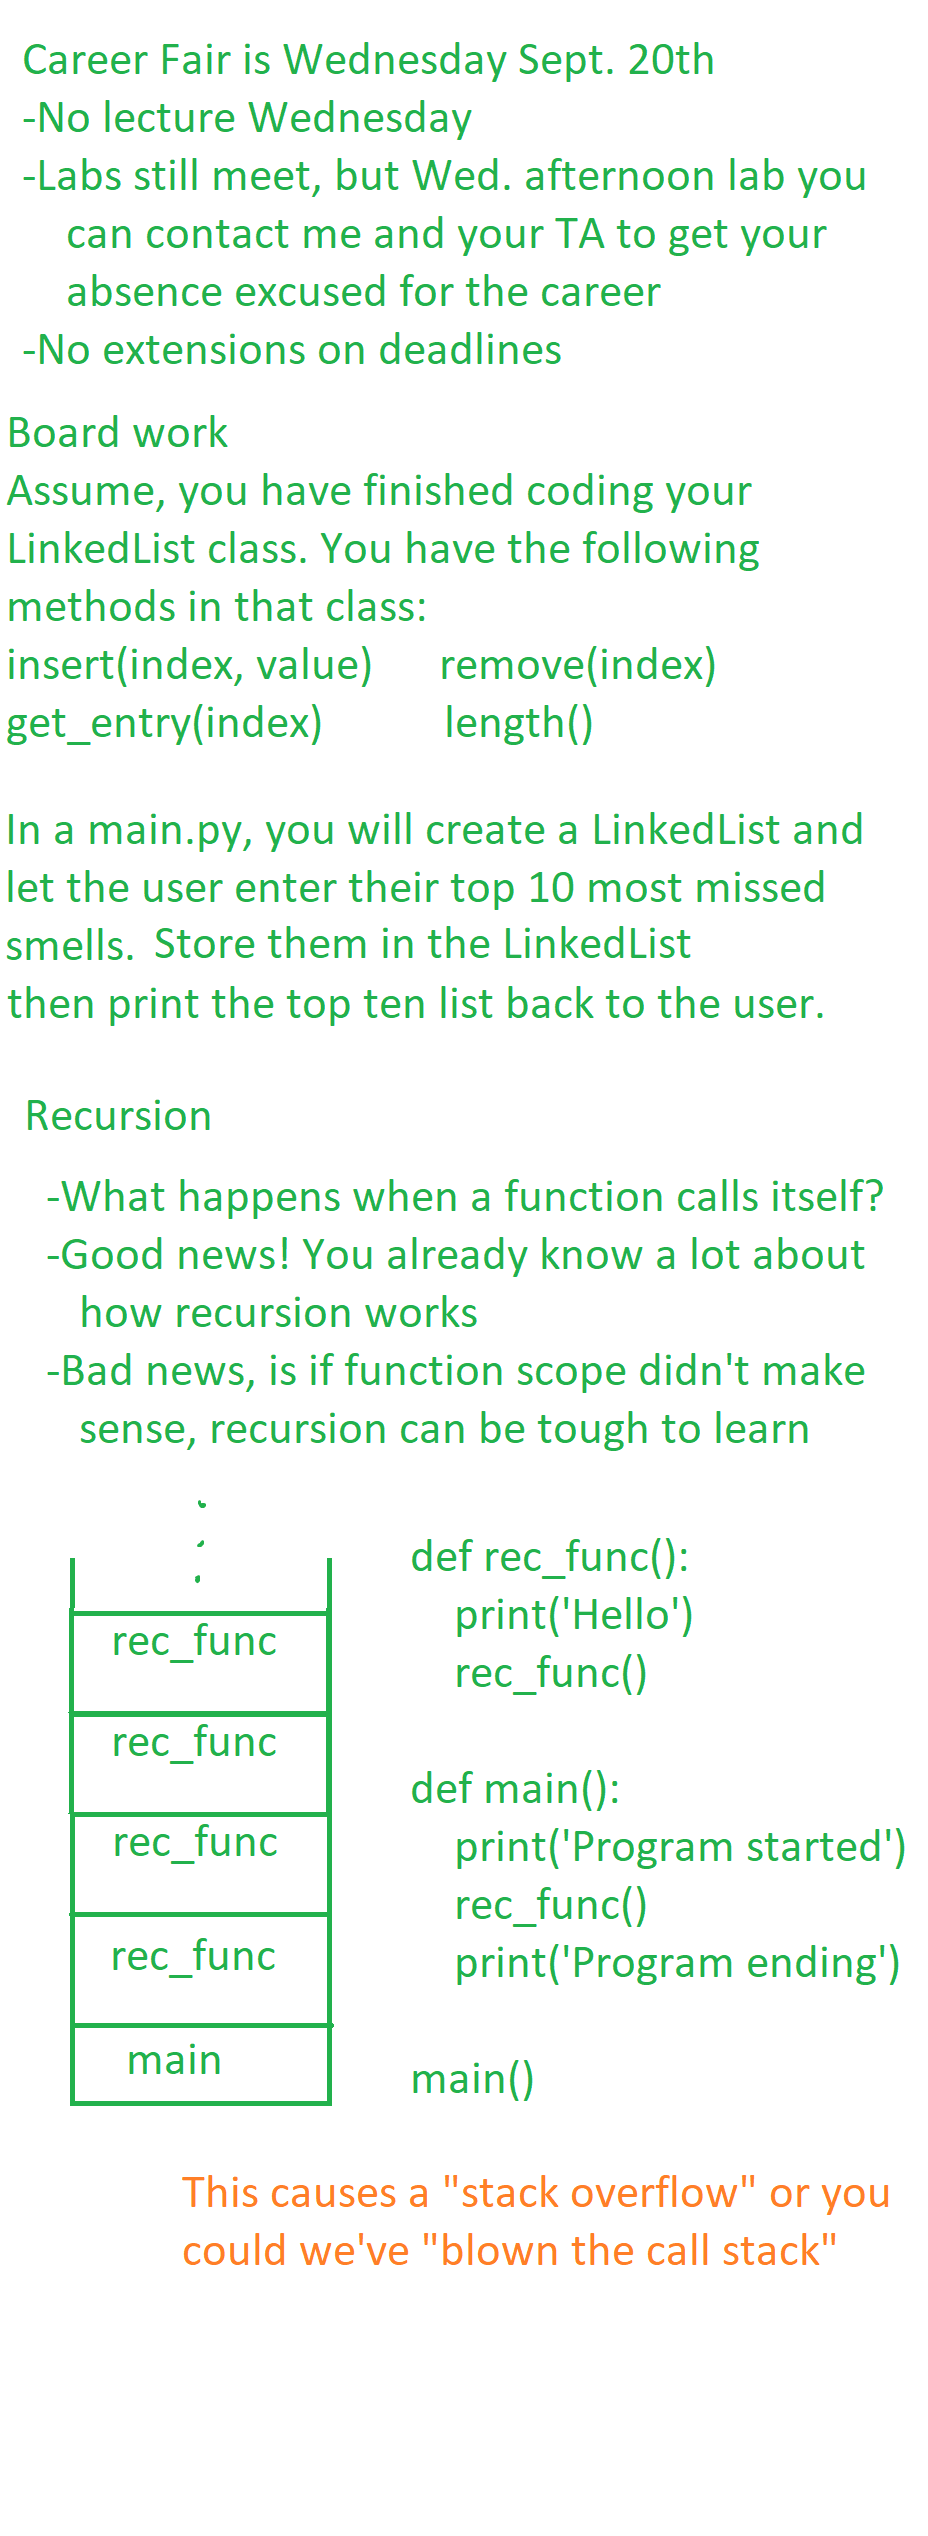 Career Fair is Wednesday Sept. 20th
-No lecture Wednesday
-Labs still meet, but Wed. afternoon lab you
can contact me and your TA to get your
absence excused for the career
-No extensions on deadlines
Board work
Assume, you have finished coding your
LinkedList class. You have the following
methods in that class:
insert(index, value) remove(index)
get_entry(index) length()
In a main.py, you will create a LinkedList and
let the user enter their top 10 most missed
smells. Store them in the LinkedList
then print the top ten list back to the user.
Recursion
-What happens when a function calls itself?
-Good news! You already know a lot about
how recursion works
-Bad news, is if function scope didn't make
sense, recursion can be tough to learn
rec_func
rec_func
rec_func
rec_func
main
def rec_func():
print('Hello')
rec_func()
def main():
print('Program started')
rec_func()
print('Program ending')
main()
This causes a "stack overflow" or you
could we've "blown the call stack"